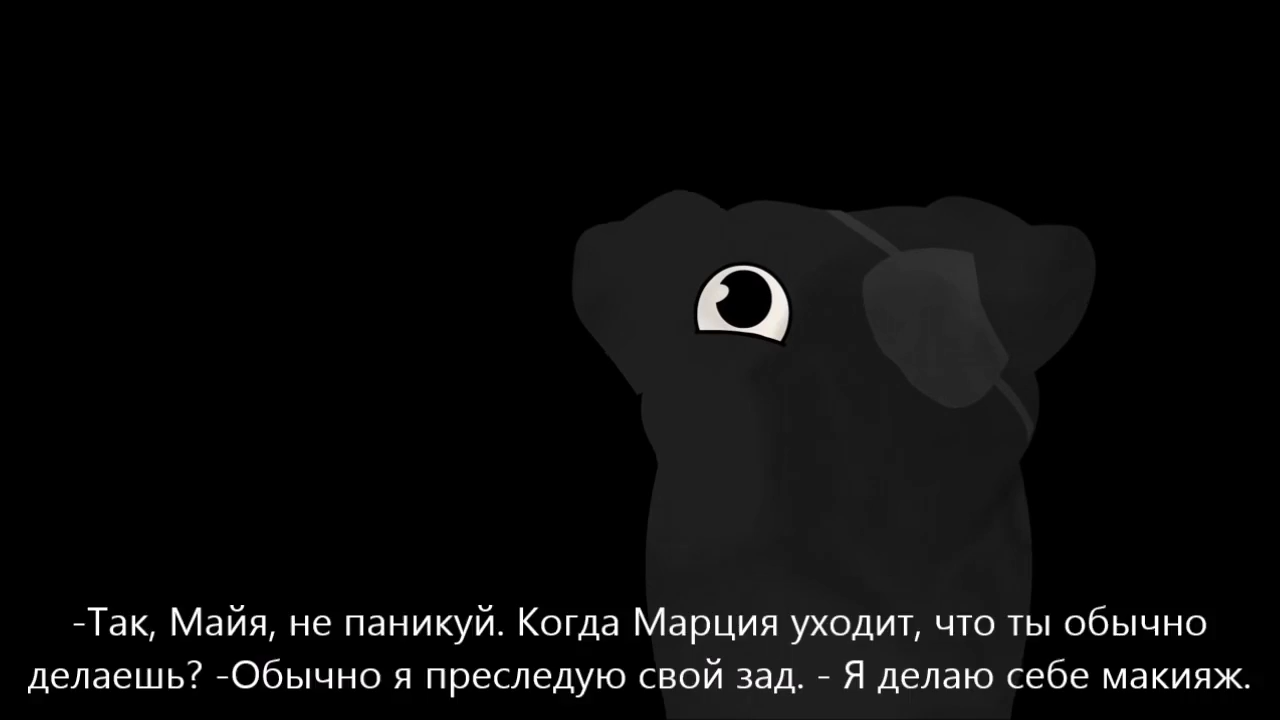 -Так, Майя, не паникуй. Когда Марция уходит, что ты обычно
делаешь? -Обычно я преследую свой зад. - Я делаю себе макияж.